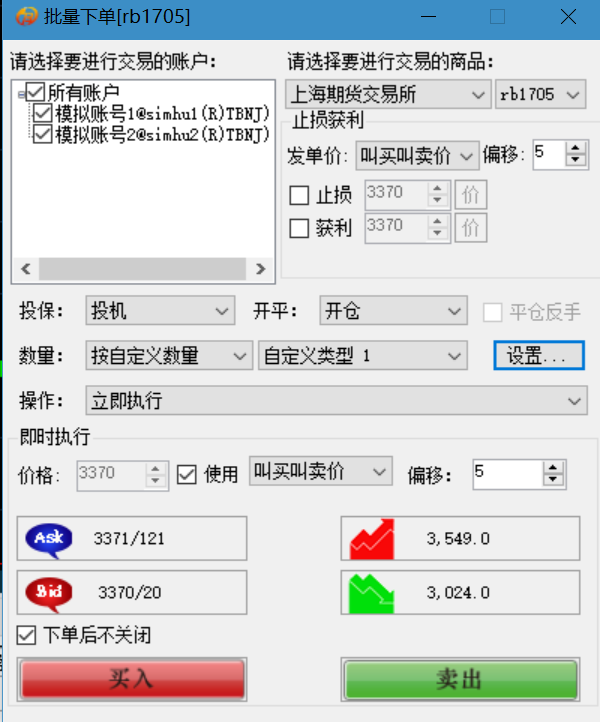 批量下单[rb1705]
请选择要进行交易的账户:
请选择要进行交易的商品:
所有账户
模拟账号1@simhu1(R)TBNJ)
模拟账号2@simhu2(R)TBNJ)
上海期货交易所 rb1705
止损获利
发单价: 叫买叫卖价 偏移: 5
止损 3370 价
获利 3370 价
投保: 投机 开平: 开仓 平仓反手
数量: 按自定义数量 自定义类型 1 设置...
操作: 立即执行
即时执行
价格: 3370 使用 叫买叫卖价 偏移: 5
Ask 3371/121 3,549.0
Bid 3370/20 3,024.0
下单后不关闭
买入 卖出